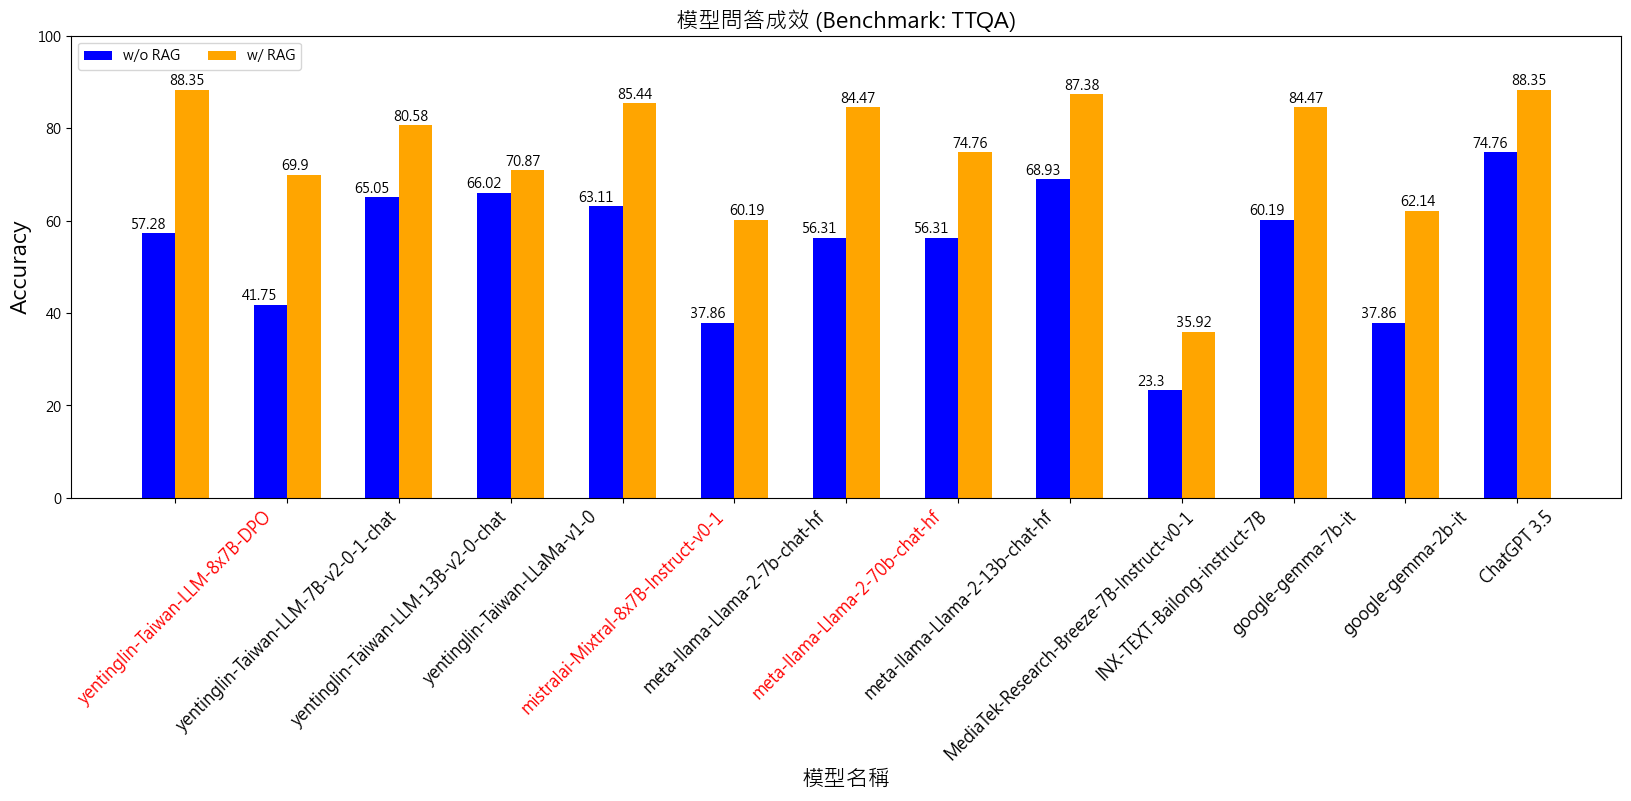 模型問答成效 (Benchmark: TTQA)
w/o RAG
w/ RAG
Accuracy
100
80
60
40
20
0
57.28
88.35
41.75
69.9
65.05
80.58
66.02
70.87
63.11
85.44
37.86
60.19
56.31
84.47
56.31
74.76
68.93
87.38
23.3
35.92
60.19
84.47
37.86
62.14
74.76
88.35
yentinglin-Taiwan-LLM-8x7B-DPO
yentinglin-Taiwan-LLM-7B-v2-0-1-chat
yentinglin-Taiwan-LLM-13B-v2-0-chat
yentinglin-Taiwan-LLaMa-v1-0
mistralai-Mixtral-8x7B-Instruct-v0-1
meta-llama-Llama-2-7b-chat-hf
meta-llama-Llama-2-70b-chat-hf
meta-llama-Llama-2-13b-chat-hf
MediaTek-Research-Breeze-7B-Instruct-v0-1
INX-TEXT-Bailong-instruct-7B
google-gemma-7b-it
google-gemma-2b-it
ChatGPT 3.5
模型名稱